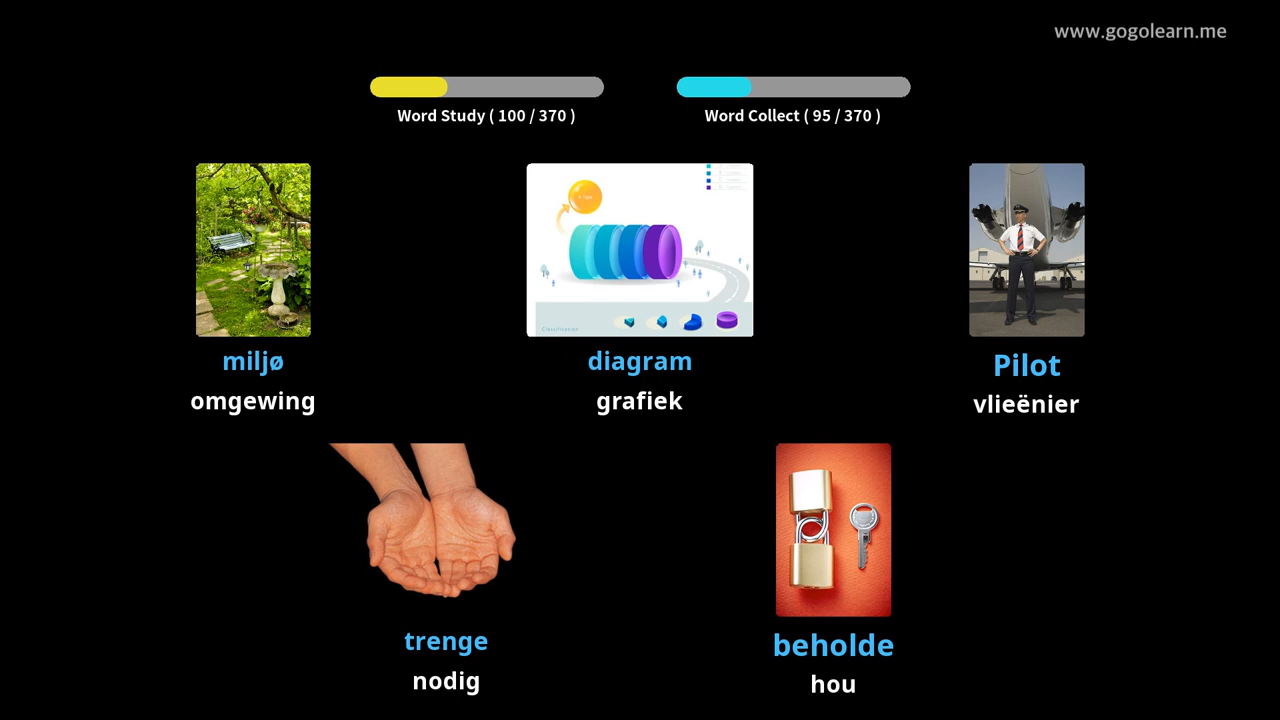 www.gogolearn.me
Word Study ( 100 / 370 )
Word Collect ( 95 / 370 )
Classification
miljø
diagram
Pilot
omgewing
grafiek
vlieënier
trenge
beholde
nodig
hou